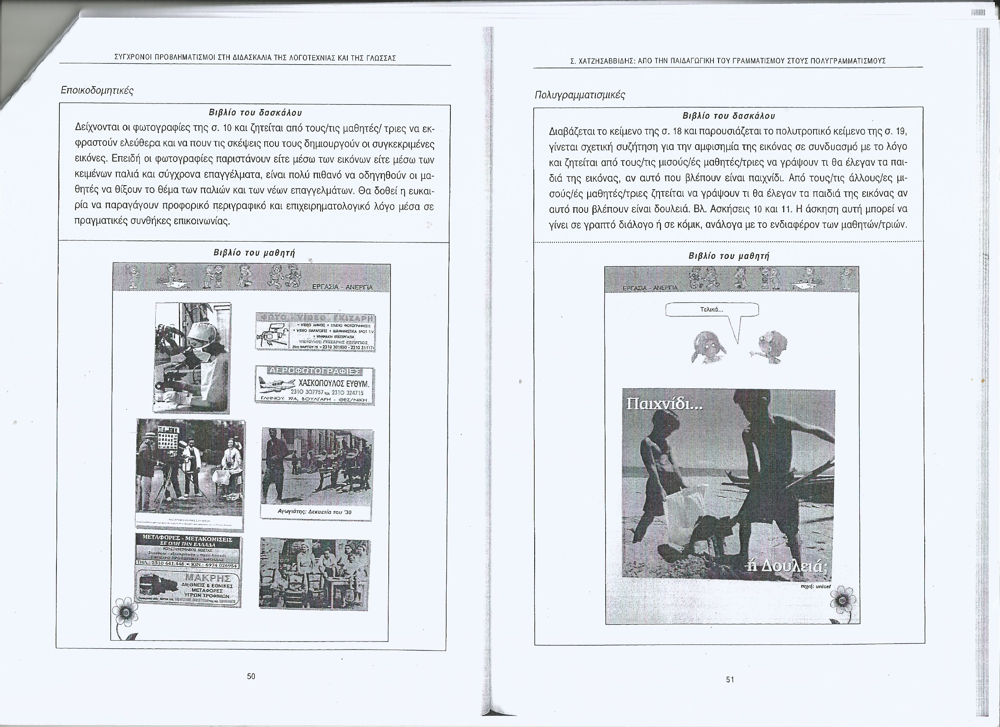 ΣΥΓΧΡΟΝΟΙ ΠΡΟΒΛΗΜΑΤΙΣΜΟΙ ΣΤΗ ΔΙΔΑΣΚΑΛΙΑ ΤΗΣ ΛΟΓΟΤΕΧΝΙΑΣ ΚΑΙ ΤΗΣ ΓΛΩΣΣΑΣ
Εποικοδομητικές
Βιβλίο του δασκάλου
Δείχνονται οι φωτογραφίες της σ. 10 και ζητείται από τους/τις μαθητές/ τριες να εκ-
φραστούν ελεύθερα και να πουν τις σκέψεις που τους δημιουργούν οι συγκεκριμένες
εικόνες. Επειδή οι φωτογραφίες παριστάνουν είτε μέσω των εικόνων είτε μέσω των
κειμένων παλιά και σύγχρονα επαγγέλματα, είναι πολύ πιθανό να οδηγηθούν οι μα-
θητές να θίξουν το θέμα των παλιών και των νέων επαγγελμάτων. Θα δοθεί η ευκαι-
ρία να παραγάγουν προφορικό περιγραφικό και επιχειρηματολογικό λόγο μέσα σε
πραγματικές συνθήκες επικοινωνίας.
Βιβλίο του μαθητή
ΕΡΓΑΣΙΑ - ΑΝΕΡΓΙΑ
ΦΩΤΟ - VIDEO ΓΚΙΖΑΡΗ
VIDEO ΛΗΨΕΙΣ STUDIO ΦΩΤΟΓΡΑΦΙΣΕΙΣ
VIDEO ΠΑΡΑΓΩΓΕΣ ΔΙΑΦΗΜΙΣΤΙΚΑ SPOT T.V
ΨΗΦΙΑΚΗ ΕΠΕΞΕΡΓΑΣΙΑ
ΥΠΕΥΘΥΝΟΣ: ΓΚΙΖΑΡΗΣ ΓΕΩΡΓΙΟΣ
25ης ΜΑΡΤΙΟΥ 79 2310 301630 - 2310 31117
ΑΕΡΟΦΩΤΟΓΡΑΦΙΕΣ
ΧΑΣΚΟΠΟΥΛΟΣ ΕΥΘΥΜ.
2310 307757 fax 2310 324715
ΓΛΗΝΟΥ 19Α, ΒΟΥΛΓΑΡΗ - ΘΕΣ/ΝΙΚΗ
Αγωγιάτης: Δεκαετία του '30
ΜΕΤΑΦΟΡΕΣ - ΜΕΤΑΚΟΜΙΣΕΙΣ
ΣΕ ΟΛΗ ΤΗΝ ΕΛΛΑΔΑ
ΤΗΛ.: 2310 641.448 ΚΙΝ.: 6974 026954
ΜΑΚΡΗΣ
ΔΙΕΘΝΕΙΣ & ΕΘΝΙΚΕΣ
ΜΕΤΑΦΟΡΕΣ
ΥΓΡΩΝ ΤΡΟΦΙΜΩΝ
10
50
Σ. ΧΑΤΖΗΣΑΒΒΙΔΗΣ: ΑΠΟ ΤΗΝ ΠΑΙΔΑΓΩΓΙΚΗ ΤΟΥ ΓΡΑΜΜΑΤΙΣΜΟΥ ΣΤΟΥΣ ΠΟΛΥΓΡΑΜΜΑΤΙΣΜΟΥΣ
Πολυγραμματισμικές
Βιβλίο του δασκάλου
Διαβάζεται το κείμενο της σ. 18 και παρουσιάζεται το πολυτροπικό κείμενο της σ. 19,
γίνεται σχετική συζήτηση για την αμφισημία της εικόνας σε συνδυασμό με το λόγο
και ζητείται από τους/τις μισούς/ές μαθητές/τριες να γράψουν τι θα έλεγαν τα παι-
διά της εικόνας, αν αυτό που βλέπουν είναι παιχνίδι. Από τους/τις άλλους/ες μι-
σούς/ές μαθητές/τριες ζητείται να γράψουν τι θα έλεγαν τα παιδιά της εικόνας αν
αυτό που βλέπουν είναι δουλειά. Βλ. Ασκήσεις 10 και 11. Η άσκηση αυτή μπορεί να
γίνει σε γραπτό διάλογο ή σε κόμικ, ανάλογα με το ενδιαφέρον των μαθητών/τριών.
Βιβλίο του μαθητή
ΕΡΓΑΣΙΑ - ΑΝΕΡΓΙΑ
Τελικά...
Παιχνίδι...
ή Δουλειά;
πηγή: unicef
51